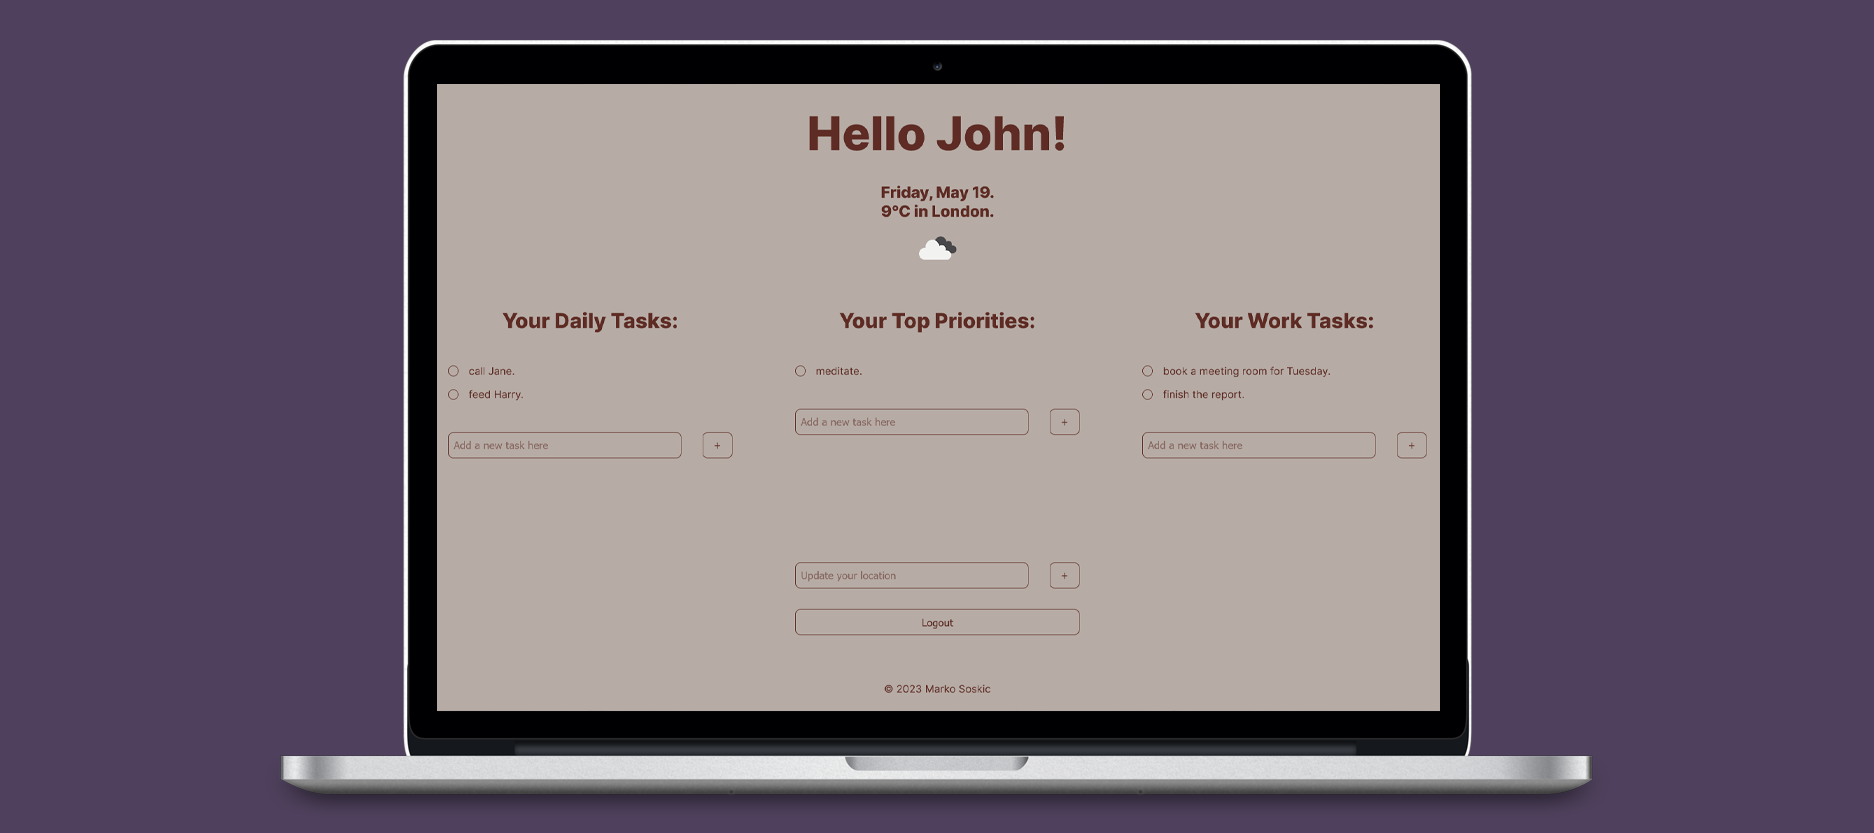 Hello John!
Friday, May 19.
9°C in London.
Your Daily Tasks:
call Jane.
feed Harry.
Add a new task here
+
Your Top Priorities:
meditate.
Add a new task here
+
Your Work Tasks:
book a meeting room for Tuesday.
finish the report.
Add a new task here
+
Update your location
+
Logout
© 2023 Marko Soskic